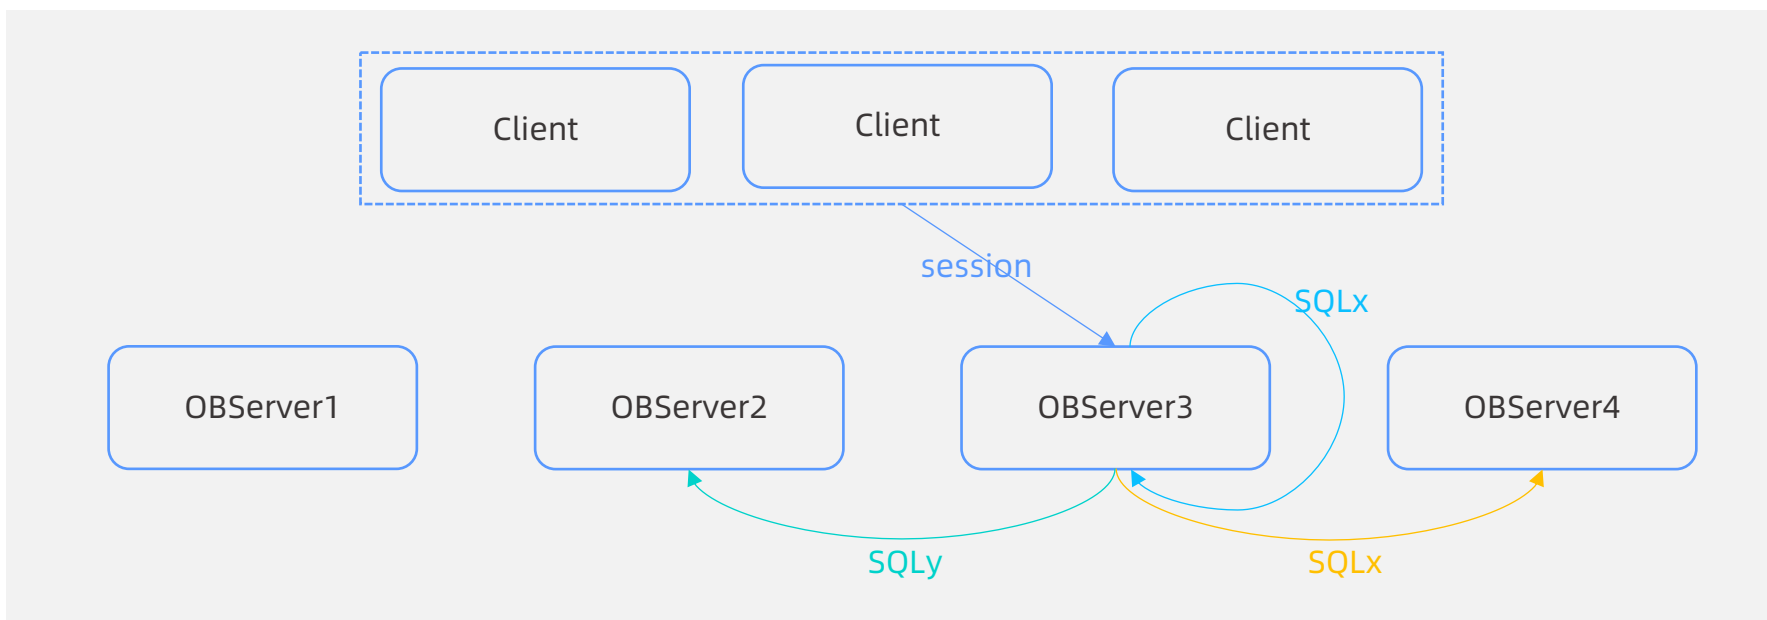 Client
Client
Client
session
SQLx
OBServer1
OBServer2
OBServer3
OBServer4
SQLy
SQLx